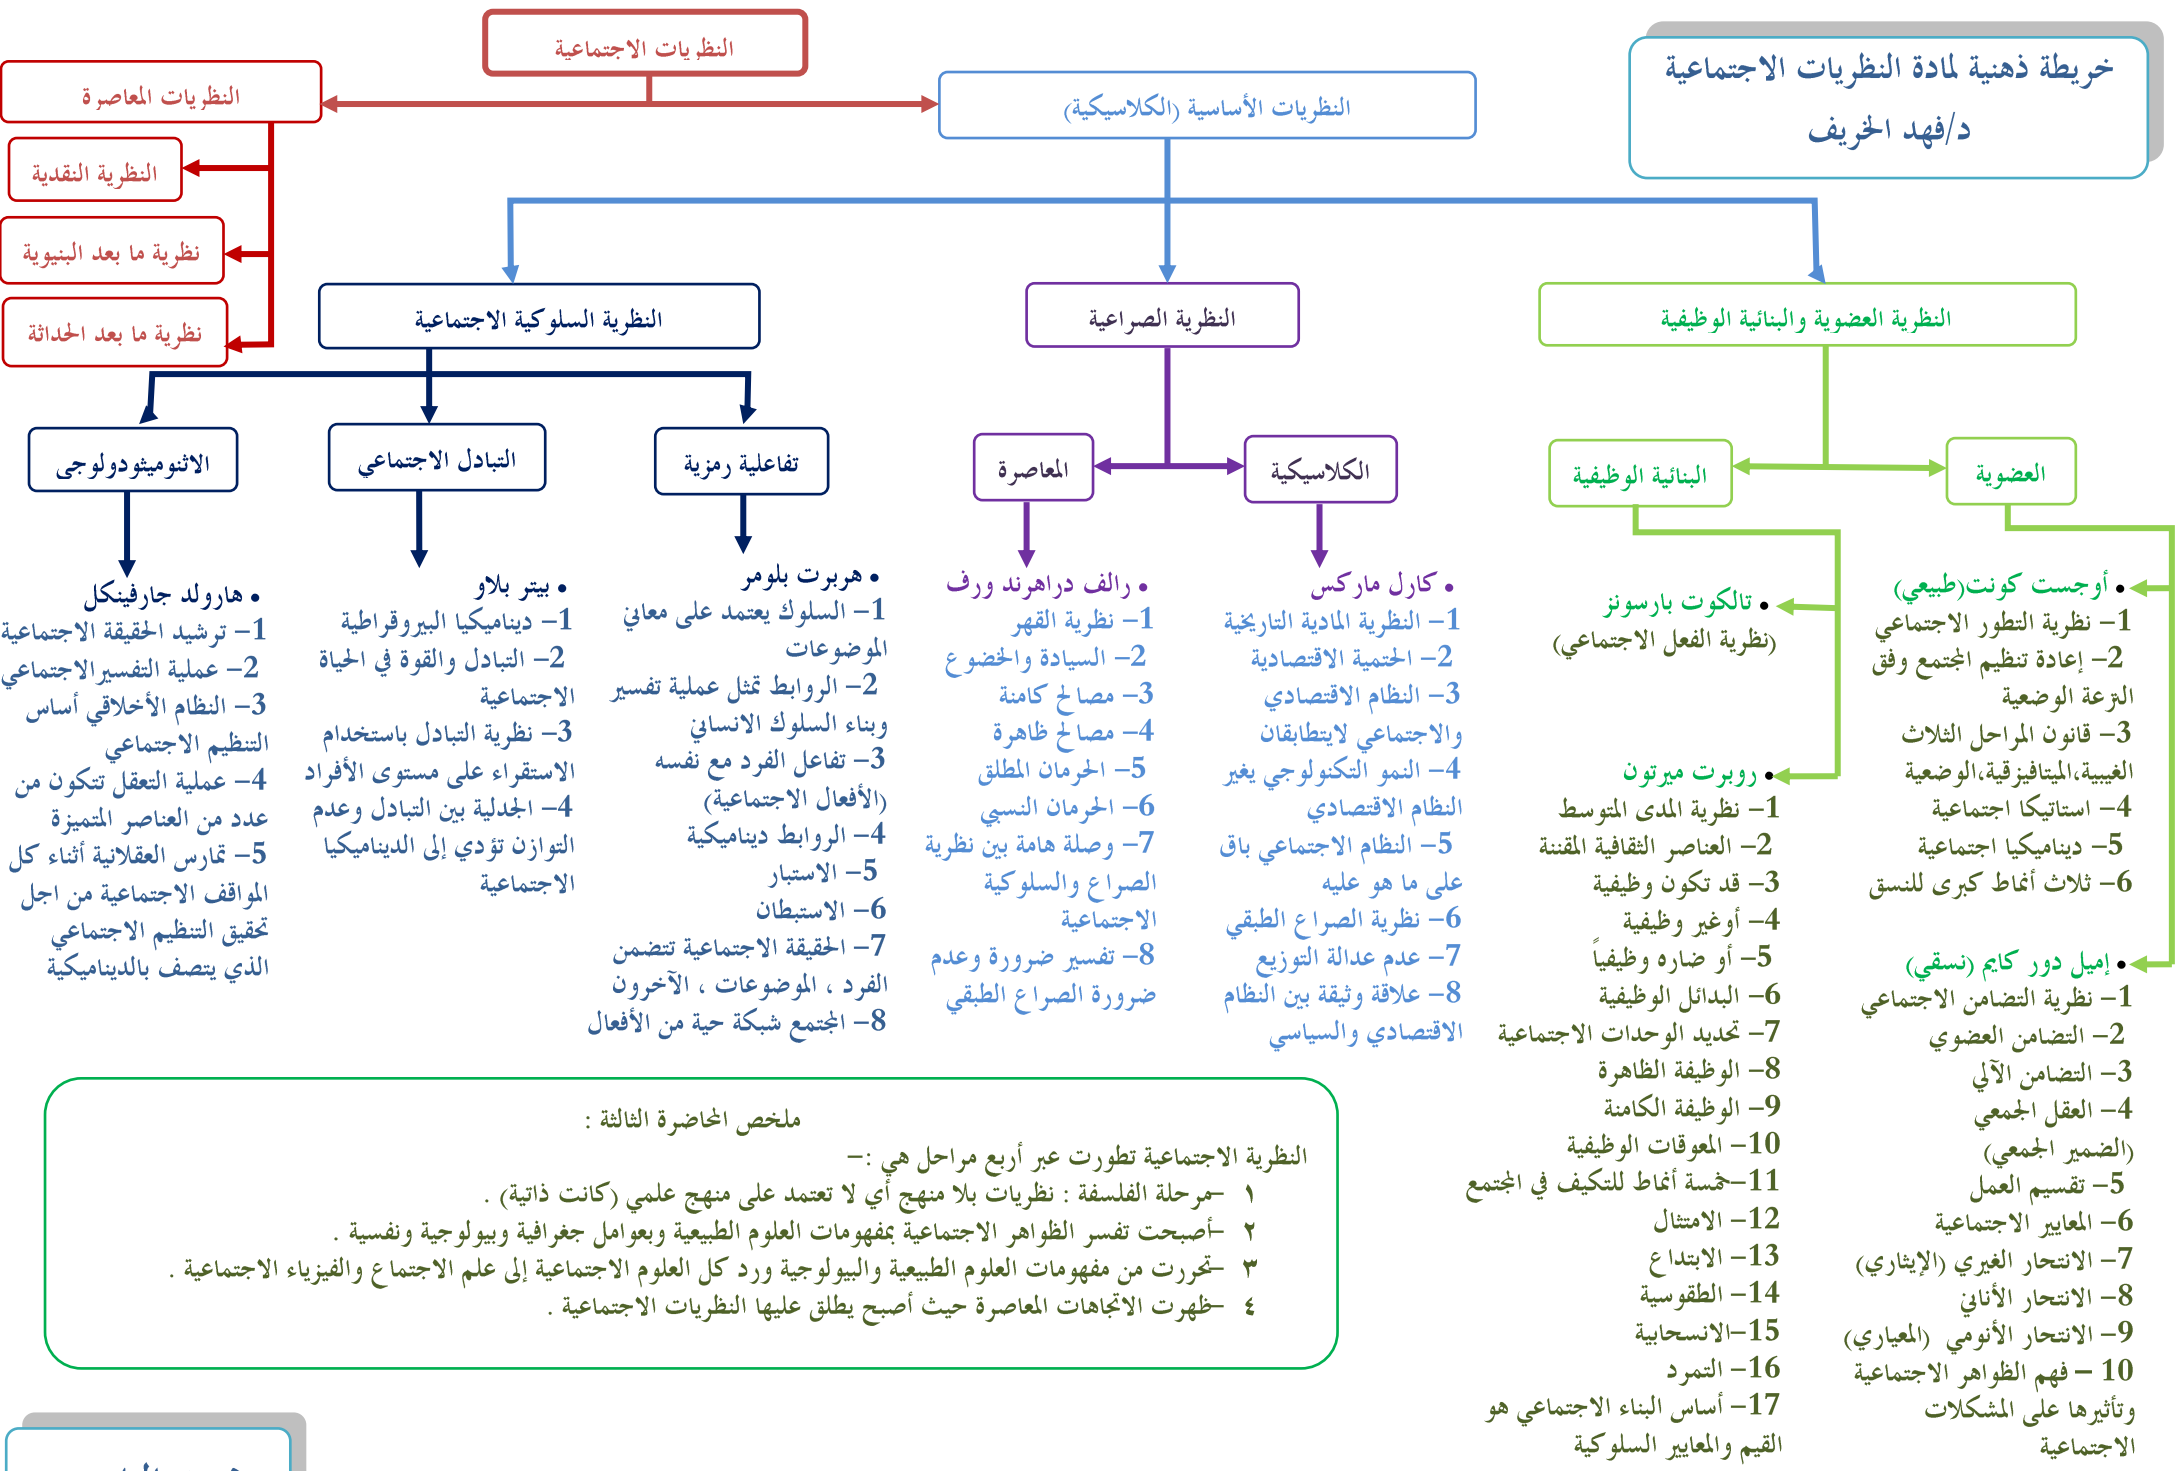 خريطة ذهنية لمادة النظريات الاجتماعية
د/فهد الخريف
النظريات الاجتماعية
النظريات الأساسية (الكلاسيكية)
النظريات المعاصرة
النظرية النقدية
نظرية ما بعد البنيوية
نظرية ما بعد الحداثة
النظرية العضوية والبنائية الوظيفية
النظرية الصراعية
النظرية السلوكية الاجتماعية
العضوية
البنائية الوظيفية
الكلاسيكية
المعاصرة
تفاعلية رمزية
التبادل الاجتماعي
الاثنوميثودولوجى
• أوجست كونت(طبيعي)
1– نظرية التطور الاجتماعي
2– إعادة تنظيم المجتمع وفق
النزعة الوضعية
3– قانون المراحل الثلاث
الغيبية،الميتافيزقية،الوضعية
4– استاتيكا اجتماعية
5– ديناميكيا اجتماعية
6– ثلاث أنماط كبرى للنسق
• إميل دور كايم (نسقي)
1– نظرية التضامن الاجتماعي
2– التضامن العضوي
3– التضامن الآلي
4– العقل الجمعي
(الضمير الجمعي)
5– تقسيم العمل
6– المعايير الاجتماعية
7– الانتحار الغيري (الإيثاري)
8– الانتحار الأناني
9– الانتحار الأنومي (المعياري)
10 – فهم الظواهر الاجتماعية
وتأثيرها على المشكلات
الاجتماعية
• تالكوت بارسونز
(نظرية الفعل الاجتماعي)
• روبرت ميرتون
1– نظرية المدى المتوسط
2– العناصر الثقافية المقننة
3– قد تكون وظيفية
4– أوغير وظيفية
5– أو ضاره وظيفياً
6– البدائل الوظيفية
7– تحديد الوحدات الاجتماعية
8– الوظيفة الظاهرة
9– الوظيفة الكامنة
10– المعوقات الوظيفية
11–خمسة أنماط للتكيف في المجتمع
12– الامتثال
13– الابتداع
14– الطقوسية
15–الانسحابية
16– التمرد
17– أساس البناء الاجتماعي هو
القيم والمعايير السلوكية
• كارل ماركس
1– النظرية المادية التاريخية
2– الحتمية الاقتصادية
3– النظام الاقتصادي
والاجتماعي لايتطابقان
4– النمو التكنولوجي يغير
النظام الاقتصادي
5– النظام الاجتماعي باق
على ما هو عليه
6– نظرية الصراع الطبقي
7– عدم عدالة التوزيع
8– علاقة وثيقة بين النظام
الاقتصادي والسياسي
• رالف دراهرند ورف
1– نظرية القهر
2– السيادة والخضوع
3– مصالح كامنة
4– مصالح ظاهرة
5– الحرمان المطلق
6– الحرمان النسبي
7– وصلة هامة بين نظرية
الصراع والسلوكية
الاجتماعية
8– تفسير ضرورة وعدم
ضرورة الصراع الطبقي
• هربرت بلومر
1– السلوك يعتمد على معاني
الموضوعات
2– الروابط تمثل عملية تفسير
وبناء السلوك الانساني
3– تفاعل الفرد مع نفسه
(الأفعال الاجتماعية)
4– الروابط ديناميكية
5– الاستبار
6– الاستبطان
7– الحقيقة الاجتماعية تتضمن
الفرد ، الموضوعات ، الآخرون
8– المجتمع شبكة حية من الأفعال
• بيتر بلاو
1– ديناميكيا البيروقراطية
2– التبادل والقوة في الحياة
الاجتماعية
3– نظرية التبادل باستخدام
الاستقراء على مستوى الأفراد
4– الجدلية بين التبادل وعدم
التوازن تؤدي إلى الديناميكيا
الاجتماعية
• هارولد جارفينكل
1– ترشيد الحقيقة الاجتماعية
2– عملية التفسيرالاجتماعي
3– النظام الأخلاقي أساس
التنظيم الاجتماعي
4– عملية التعقل تتكون من
عدد من العناصر المتميزة
5– تمارس العقلانية أثناء كل
المواقف الاجتماعية من اجل
تحقيق التنظيم الاجتماعي
الذي يتصف بالديناميكية
ملخص المحاضرة الثالثة :
النظرية الاجتماعية تطورت عبر أربع مراحل هي :–
١ –مرحلة الفلسفة : نظريات بلا منهج أي لا تعتمد على منهج علمي (كانت ذاتية) .
٢ –أصبحت تفسر الظواهر الاجتماعية بمفهومات العلوم الطبيعية وبعوامل جغرافية وبيولوجية ونفسية .
٣ –تحررت من مفهومات العلوم الطبيعية والبيولوجية ورد كل العلوم الاجتماعية إلى علم الاجتماع والفيزياء الاجتماعية .
٤ –ظهرت الاتجاهات المعاصرة حيث أصبح يطلق عليها النظريات الاجتماعية .